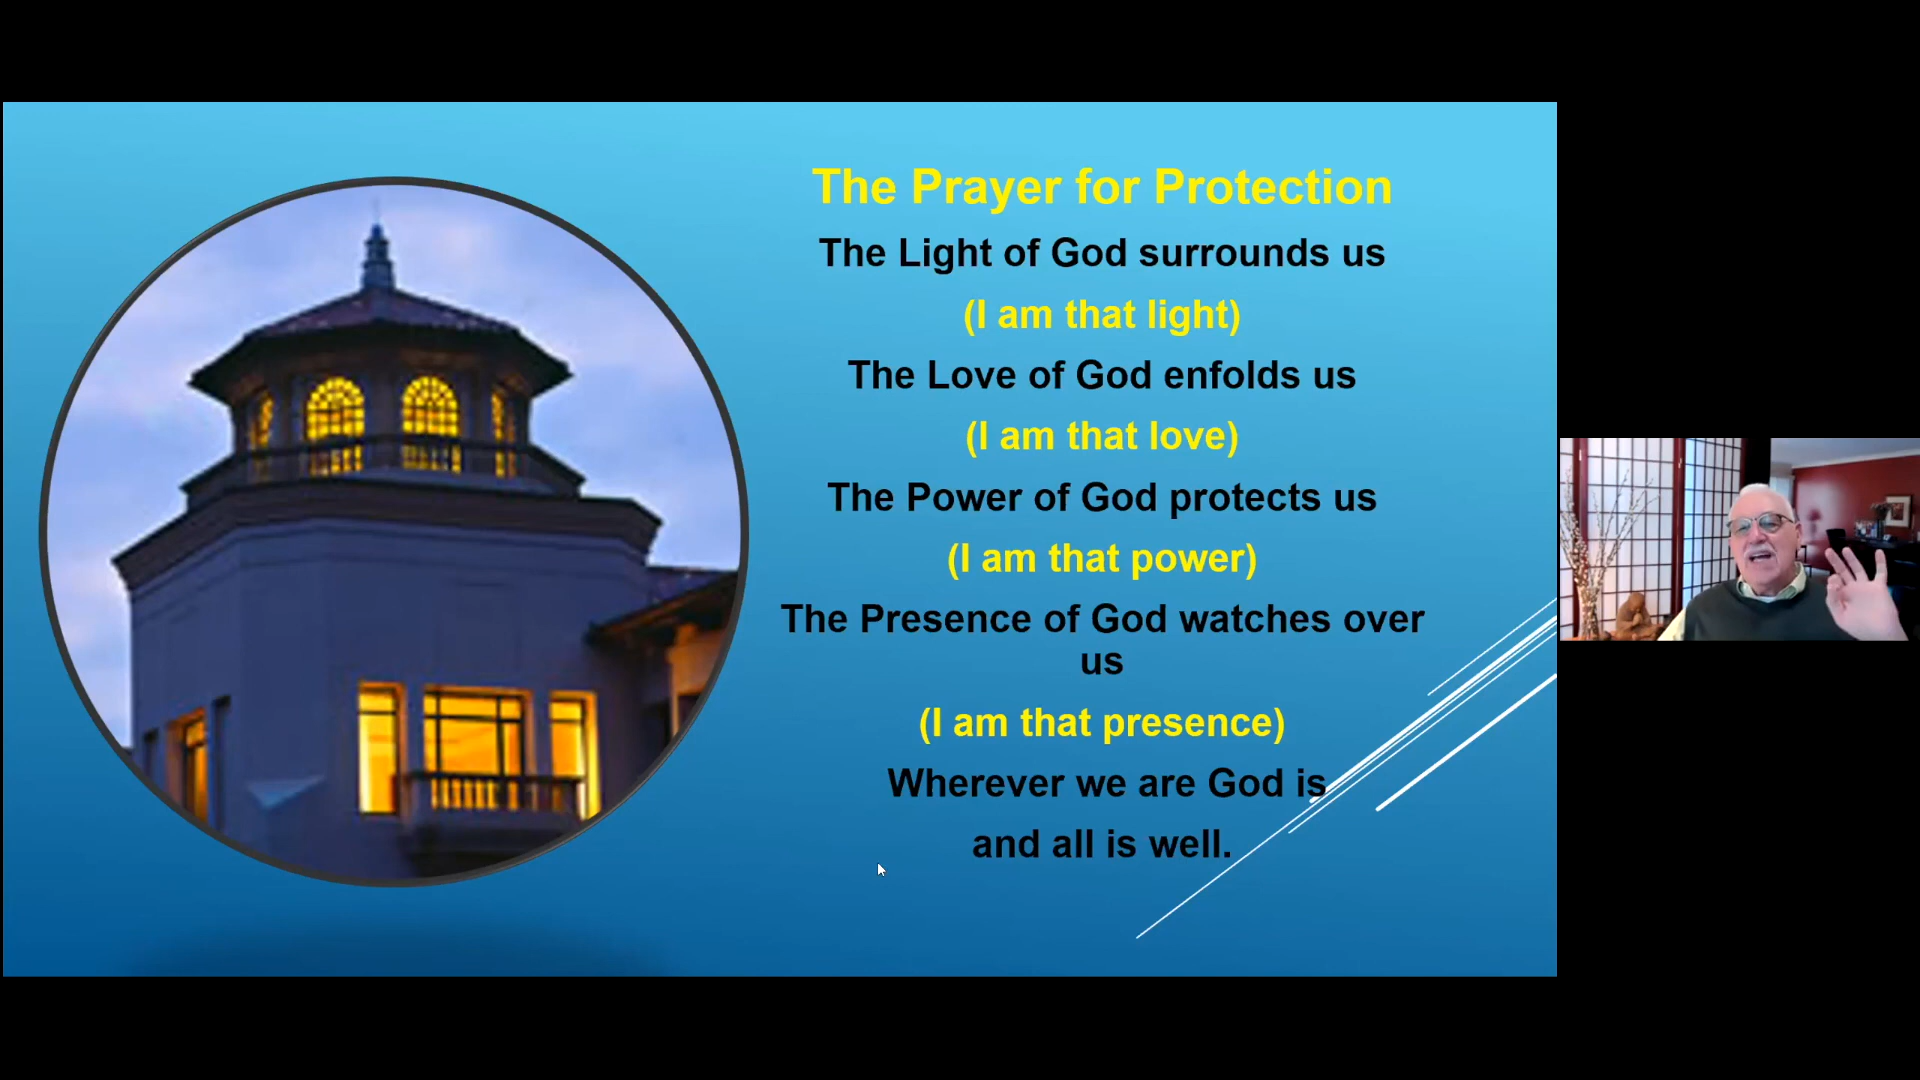 The Prayer for Protection
The Light of God surrounds us
(I am that light)
The Love of God enfolds us
(I am that love)
The Power of God protects us
(I am that power)
The Presence of God watches over
us
(I am that presence)
Wherever we are God is
and all is well.